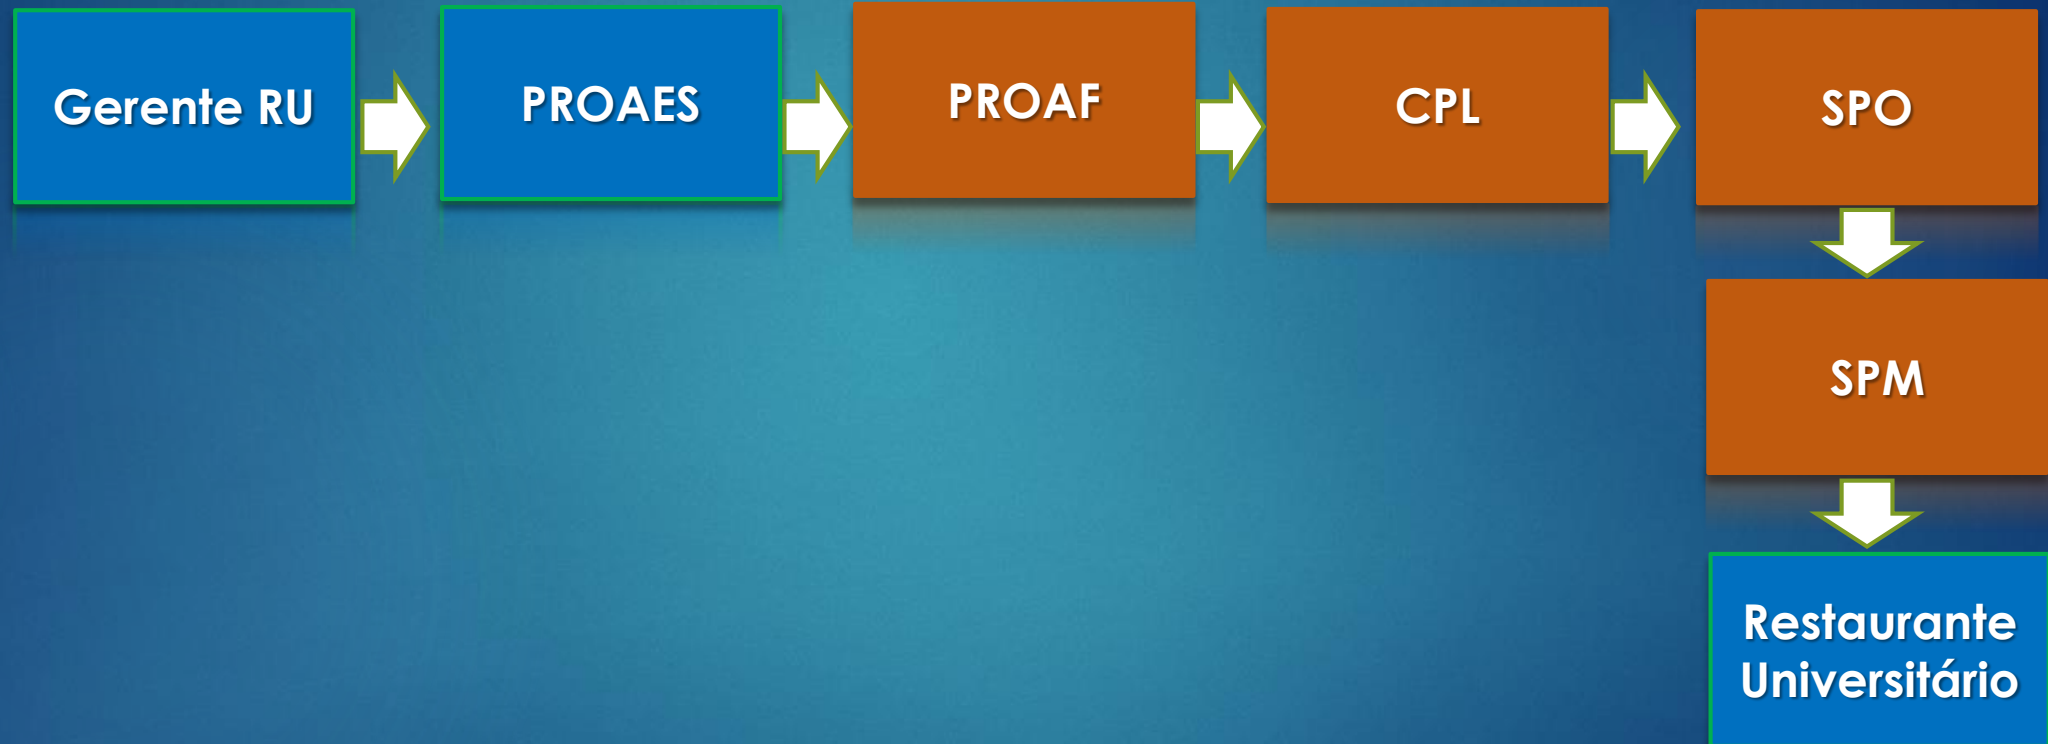 Gerente RU
PROAES
PROAF
CPL
SPO
SPM
Restaurante
Universitário